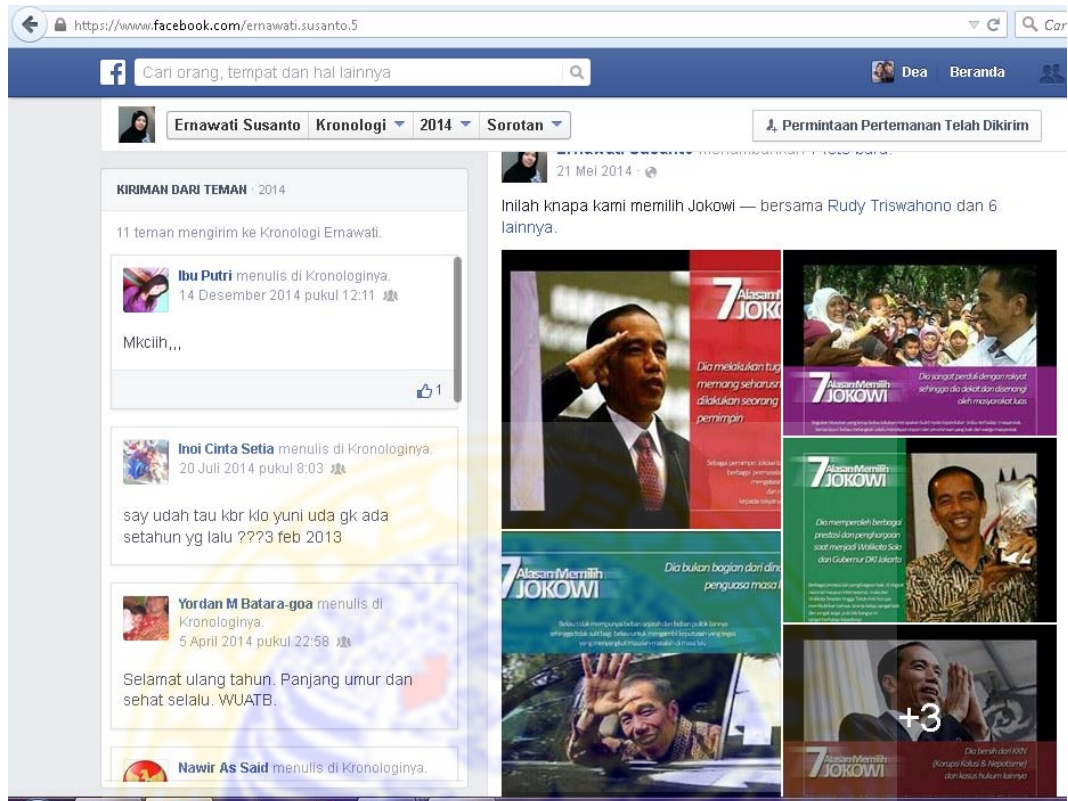 https://www.facebook.com/ernawati.susanto.5
Cari orang, tempat dan hal lainnya
Dea Beranda
Ernawati Susanto Kronologi 2014 Sorotan
Permintaan Pertemanan Telah Dikirim
KIRIMAN DARI TEMAN · 2014
11 teman mengirim ke Kronologi Ernawati.
Ibu Putri menulis di Kronologinya.
14 Desember 2014 pukul 12:11
Mkciih,,,
1
Inoi Cinta Setia menulis di Kronologinya.
20 Juli 2014 pukul 8:03
say udah tau kbr klo yuni uda gk ada
setahun yg lalu ???3 feb 2013
Yordan M Batara-goa menulis di
Kronologinya.
5 April 2014 pukul 22:58
Selamat ulang tahun. Panjang umur dan
sehat selalu. WUATB.
Nawir As Said menulis di Kronologinya.
21 Mei 2014
Inilah knapa kami memilih Jokowi — bersama Rudy Triswahono dan 6
lainnya.
7
Alasan
JOKO
Dia melakukan tug
memang seharusn
dilakukan seorang
pemimpin
7 Alasan Memilih
JOKOWI
Dia sangat perduli dengan rakyat
sehingga dia dekat dan disenangi
oleh masyarakat luas
7 Alasan Memilih
JOKOWI
Dia memperoleh berbagai
prestasi dan penghargaan
saat menjadi Walikota Solo
dan Gubernur DKI Jakarta
7 Alasan Memilih
JOKOWI
Dia bukan bagian dari
penguasa masa
+3
7 Alasan Memilih
JOKOWI
Dia bersih dari KKN
(Korupsi Kolusi & Nepotisme)
dan kasus hukum lainnya